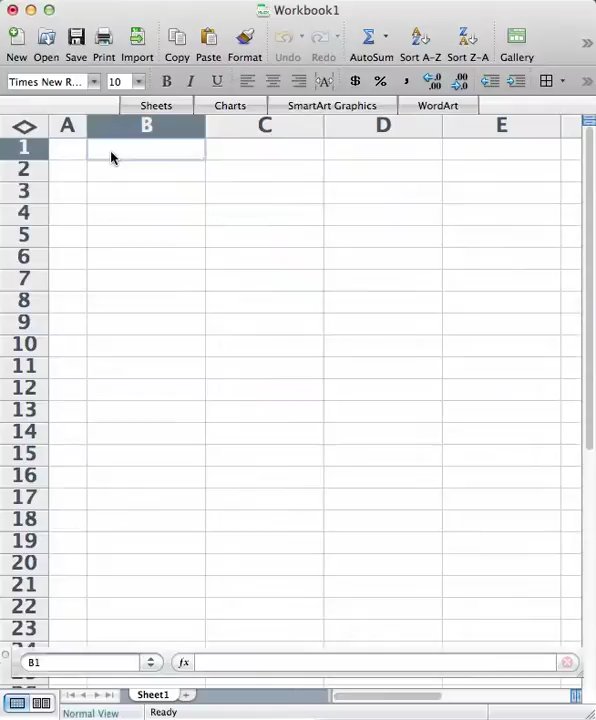 Workbook1
New Open Save Print Import Copy Paste Format Undo Redo AutoSum Sort A-Z Sort Z-A Gallery
Times New R... 10 B I U $ % ,
Sheets Charts SmartArt Graphics WordArt
A B C D E
1
2
3
4
5
6
7
8
9
10
11
12
13
14
15
16
17
18
19
20
21
22
23
B1 fx
Sheet1
Normal View Ready